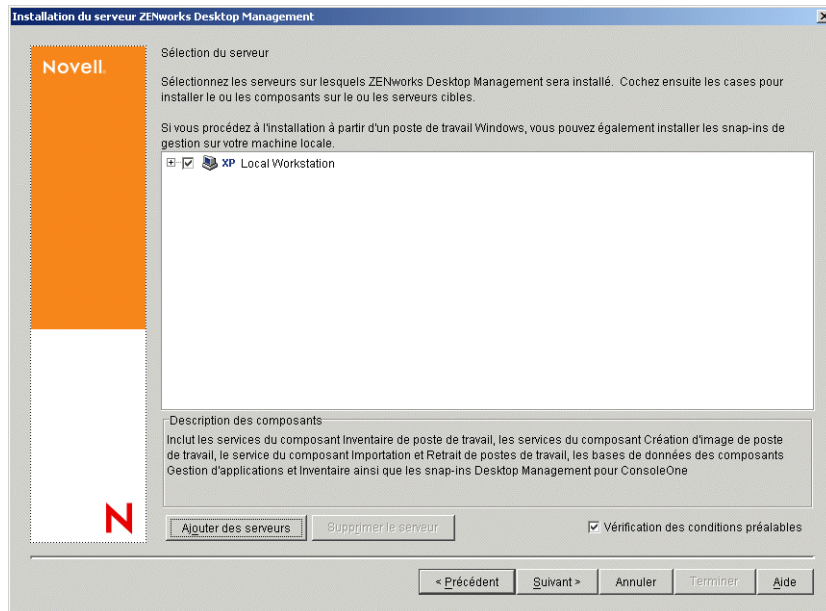 Installation du serveur ZENworks Desktop Management
Novell.
Sélection du serveur
Sélectionnez les serveurs sur lesquels ZENworks Desktop Management sera installé. Cochez ensuite les cases pour
installer le ou les composants sur le ou les serveurs cibles.
Si vous procédez à l'installation à partir d'un poste de travail Windows, vous pouvez également installer les snap-ins de
gestion sur votre machine locale.
XP Local Workstation
Description des composants
Inclut les services du composant Inventaire de poste de travail, les services du composant Création d'image de poste
de travail, le service du composant Importation et Retrait de postes de travail, les bases de données des composants
Gestion d'applications et Inventaire ainsi que les snap-ins Desktop Management pour ConsoleOne
N
Ajouter des serveurs
Supprimer le serveur
Vérification des conditions préalables
< Précédent
Suivant >
Annuler
Terminer
Aide